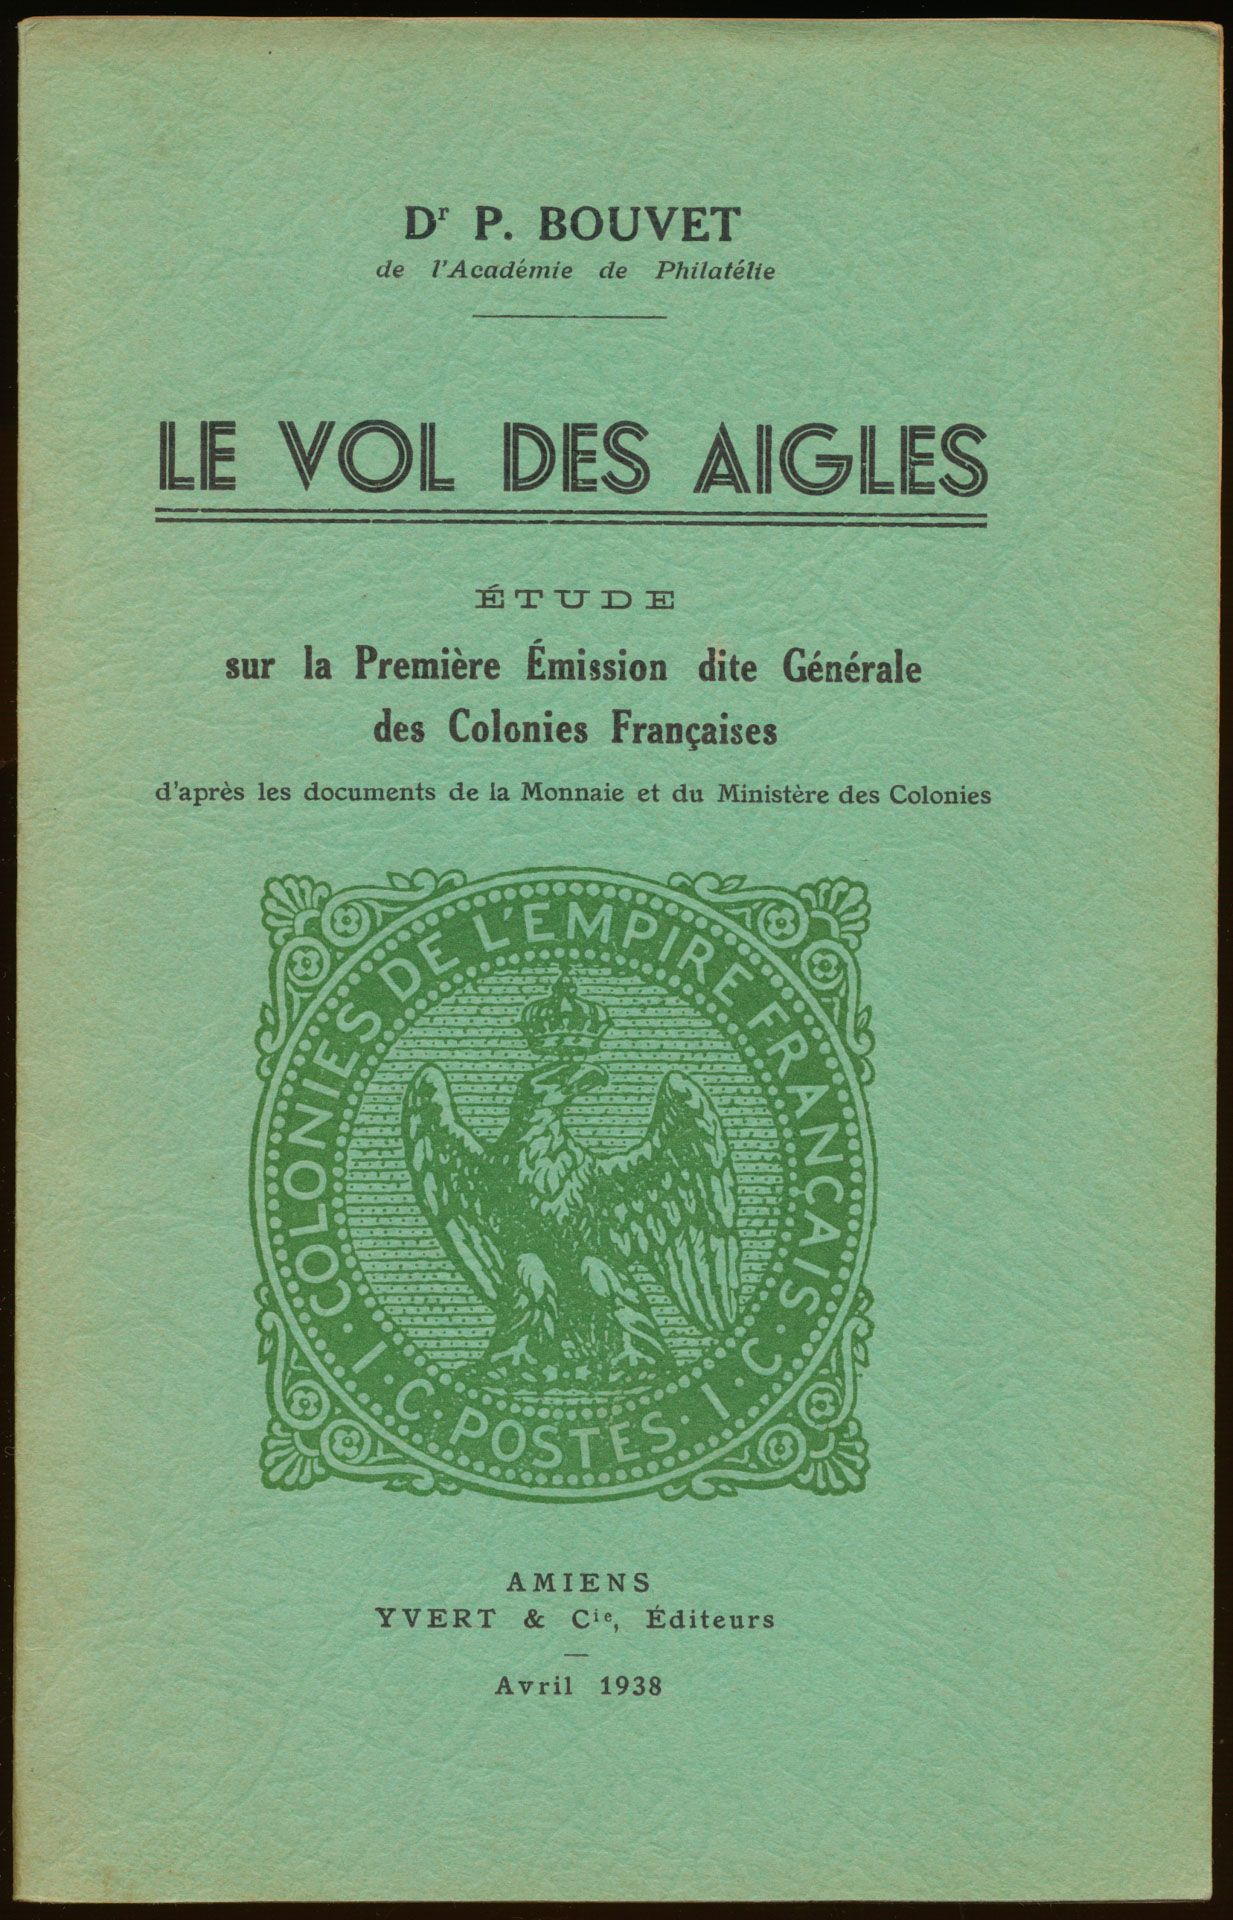 Dr P. BOUVET
de l'Académie de Philatélie
LE VOL DES AIGLES
ÉTUDE
sur la Première Émission dite Générale
des Colonies Françaises
d'après les documents de la Monnaie et du Ministère des Colonies
COLONIES DE L'EMPIRE FRANÇAIS
· I · C · POSTES · I · C ·
AMIENS
YVERT & Cie, Éditeurs
Avril 1938